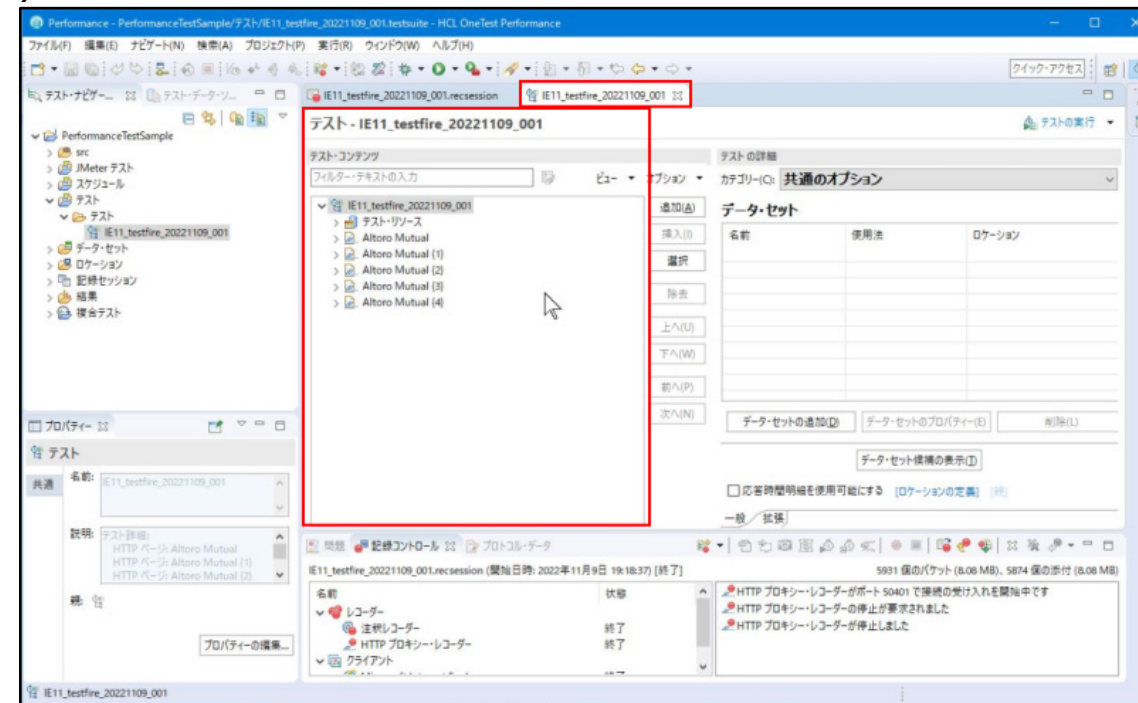 Performance - PerformanceTestSample/テスト/IE11_testfire_20221109_001.testsuite - HCL OneTest Performance
ファイル(F) 編集(E) ナビゲート(N) 検索(A) プロジェクト(P) 実行(R) ウィンドウ(W) ヘルプ(H)
クイック・アクセス
テスト・ナビゲー...
テスト・データ・ソ...
PerformanceTestSample
src
JMeter テスト
スケジュール
テスト
テスト
IE11_testfire_20221109_001
データ・セット
ロケーション
記録セッション
結果
複合テスト
IE11_testfire_20221109_001.recsession
IE11_testfire_20221109_001
テスト - IE11_testfire_20221109_001
テストの実行
テスト・コンテンツ
フィルター・テキストの入力
ビュー
オプション
IE11_testfire_20221109_001
テスト・リソース
Altoro Mutual
Altoro Mutual {1}
Altoro Mutual {2}
Altoro Mutual {3}
Altoro Mutual {4}
追加(A)
挿入(I)
選択
除去
上へ(U)
下へ(W)
前へ(P)
次へ(N)
テストの詳細
カテゴリー(C): 共通のオプション
データ・セット
名前 使用法 ロケーション
データ・セットの追加(D) データ・セットのプロパティー(E) 削除(L)
データ・セット候補の表示(T)
応答時間明細を使用可能にする [ロケーションの定義]
一般 拡張
プロパティー
テスト
共通
名前: IE11_testfire_20221109_001
説明: テスト詳細:
HTTP ページ: Altoro Mutual
HTTP ページ: Altoro Mutual {1}
HTTP ページ: Altoro Mutual {2}
親:
プロパティーの編集...
問題 記録コントロール プロトコル・データ
IE11_testfire_20221109_001.recsession (開始日時: 2022年11月9日 19:18:37) [終了]
5931 個のパケット (8.08 MB)、5874 個の添付 (8.08 MB)
名前 状態
レコーダー
注釈レコーダー 終了
HTTP プロキシー・レコーダー 終了
クライアント
HTTP プロキシー・レコーダーがポート 50401 で接続の受け入れを開始中です
HTTP プロキシー・レコーダーの停止が要求されました
HTTP プロキシー・レコーダーが停止しました
IE11_testfire_20221109_001